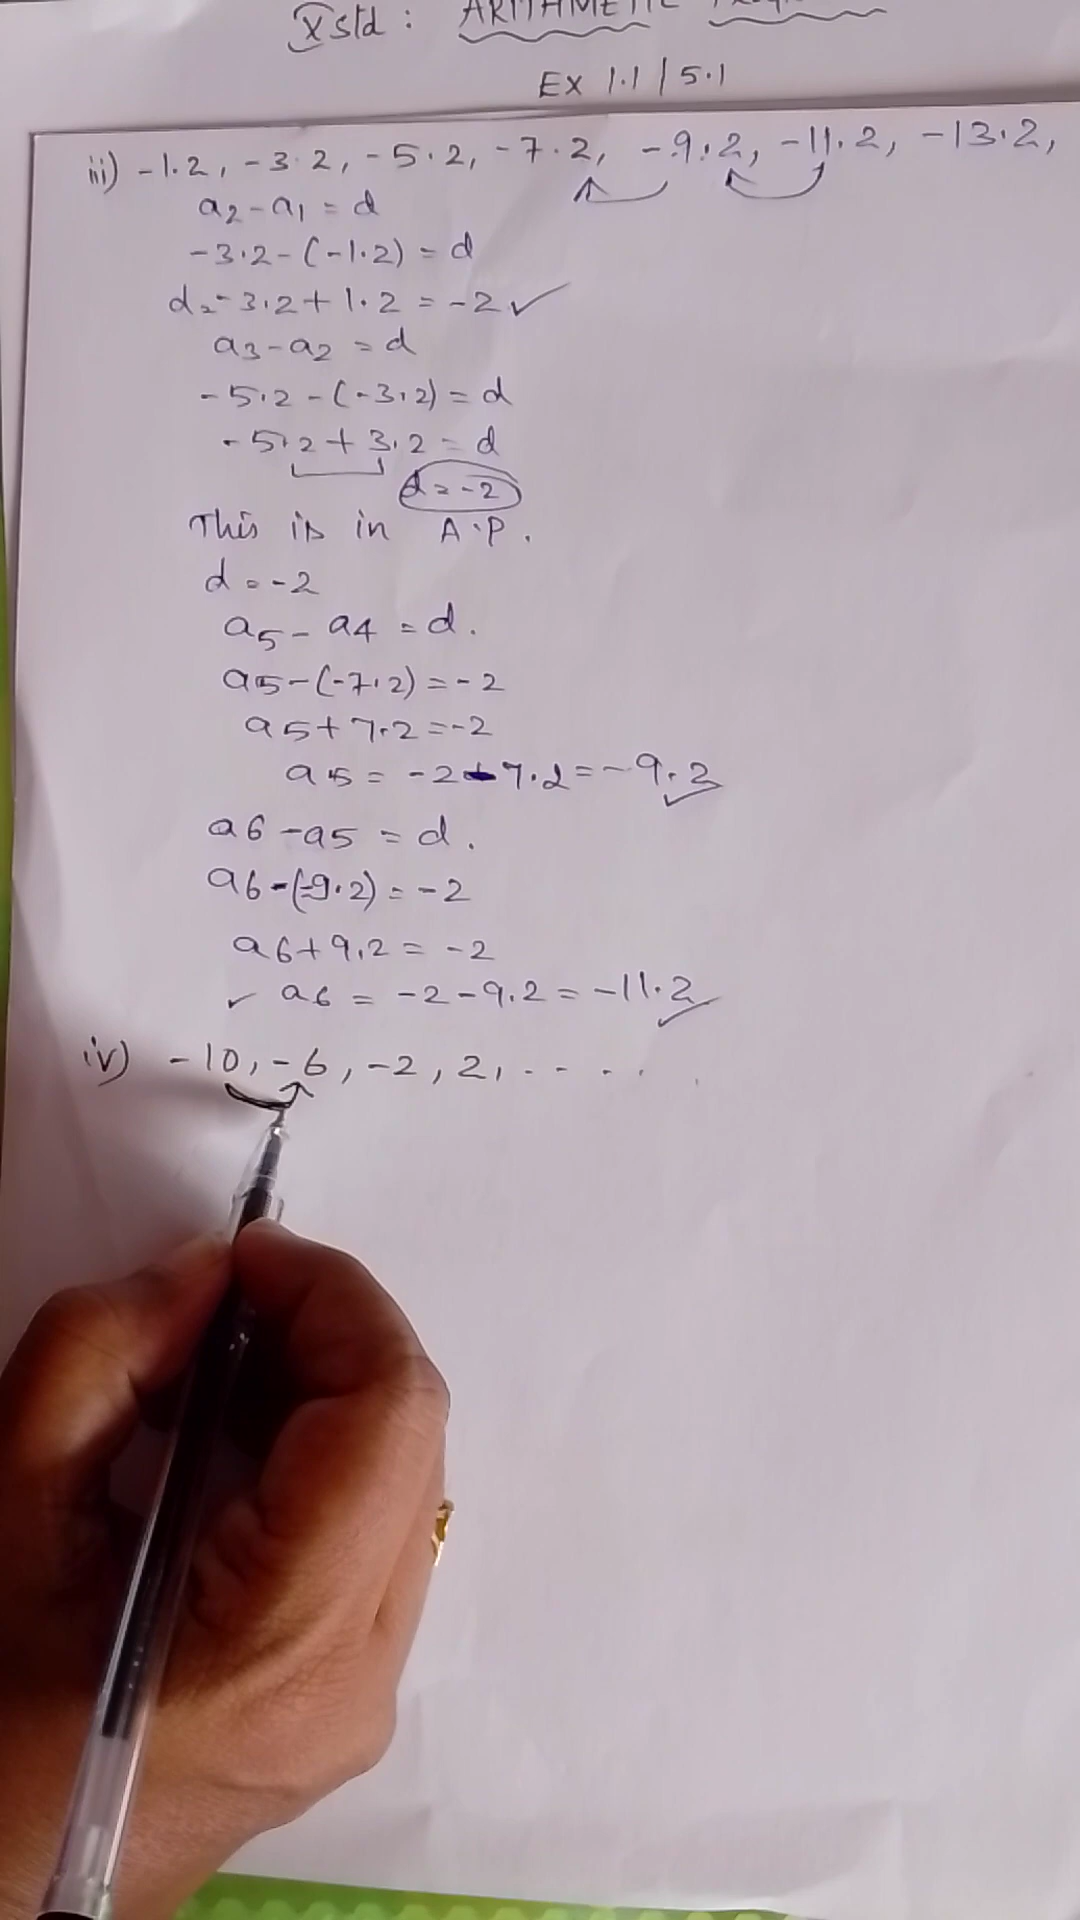 X std : ARITHMETIC
Ex 1.1 / 5.1
iii) -1.2, -3.2, -5.2, -7.2, -9.2, -11.2, -13.2,
a2 - a1 = d
-3.2 - (-1.2) = d
d = -3.2 + 1.2 = -2 ✓
a3 - a2 = d
-5.2 - (-3.2) = d
-5.2 + 3.2 = d
d = -2
This is in A.P.
d = -2
a5 - a4 = d.
a5 - (-7.2) = -2
a5 + 7.2 = -2
a5 = -2 - 7.2 = -9.2
a6 - a5 = d.
a6 - (-9.2) = -2
a6 + 9.2 = -2
✓ a6 = -2 - 9.2 = -11.2
iv) -10, -6, -2, 2, . . . . .